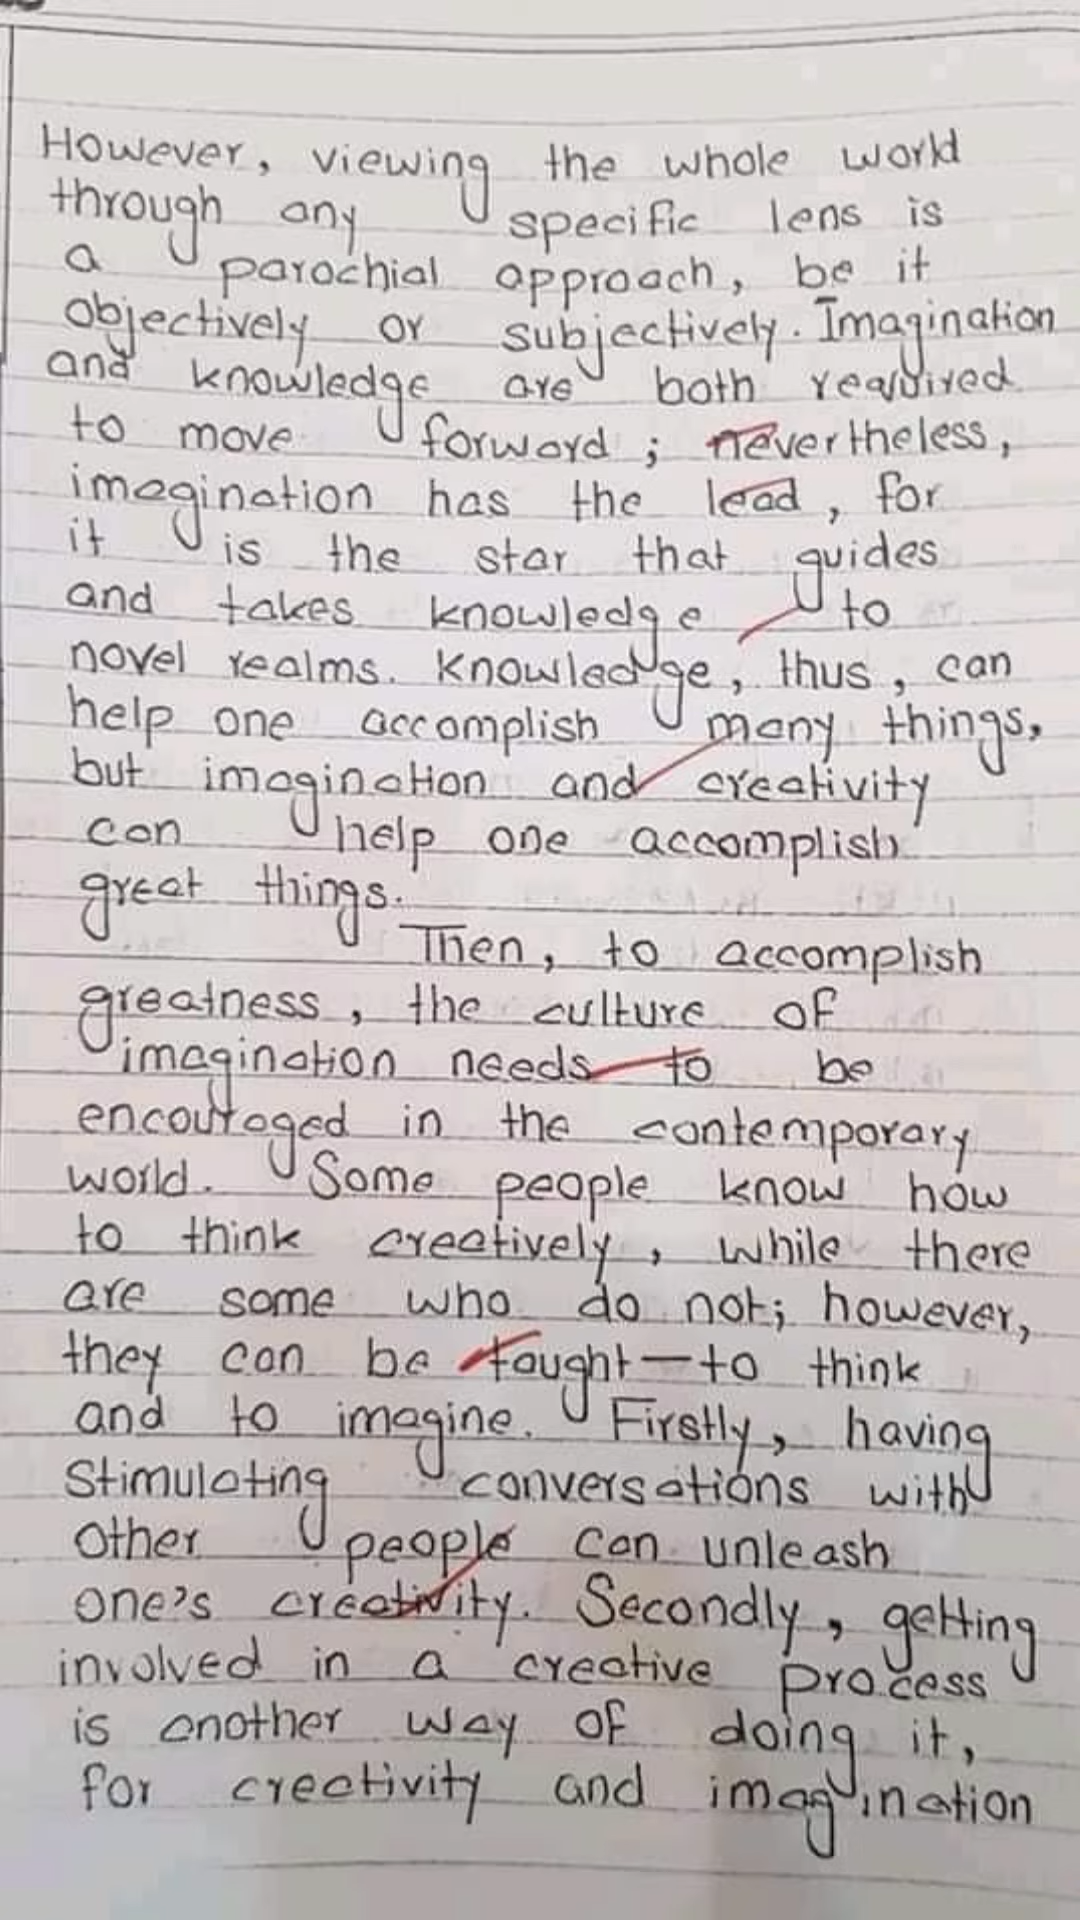 However, viewing the whole world
through any specific lens is
a parochial approach, be it
objectively or subjectively. Imagination
and knowledge are both required
to move forward ; nevertheless,
imagination has the lead, for
it is the star that guides
and takes knowledge to
novel realms. Knowledge, thus, can
help one accomplish many things,
but imagination and creativity
can help one accomplish
great things.
Then, to accomplish
greatness, the culture of
imagination needs to be
encouraged in the contemporary
world. Some people know how
to think creatively, while there
are some who do not; however,
they can be taught—to think
and to imagine. Firstly, having
Stimulating conversations with
other people can unleash
one's creativity. Secondly, getting
involved in a creative process
is another way of doing it,
for creativity and imagination